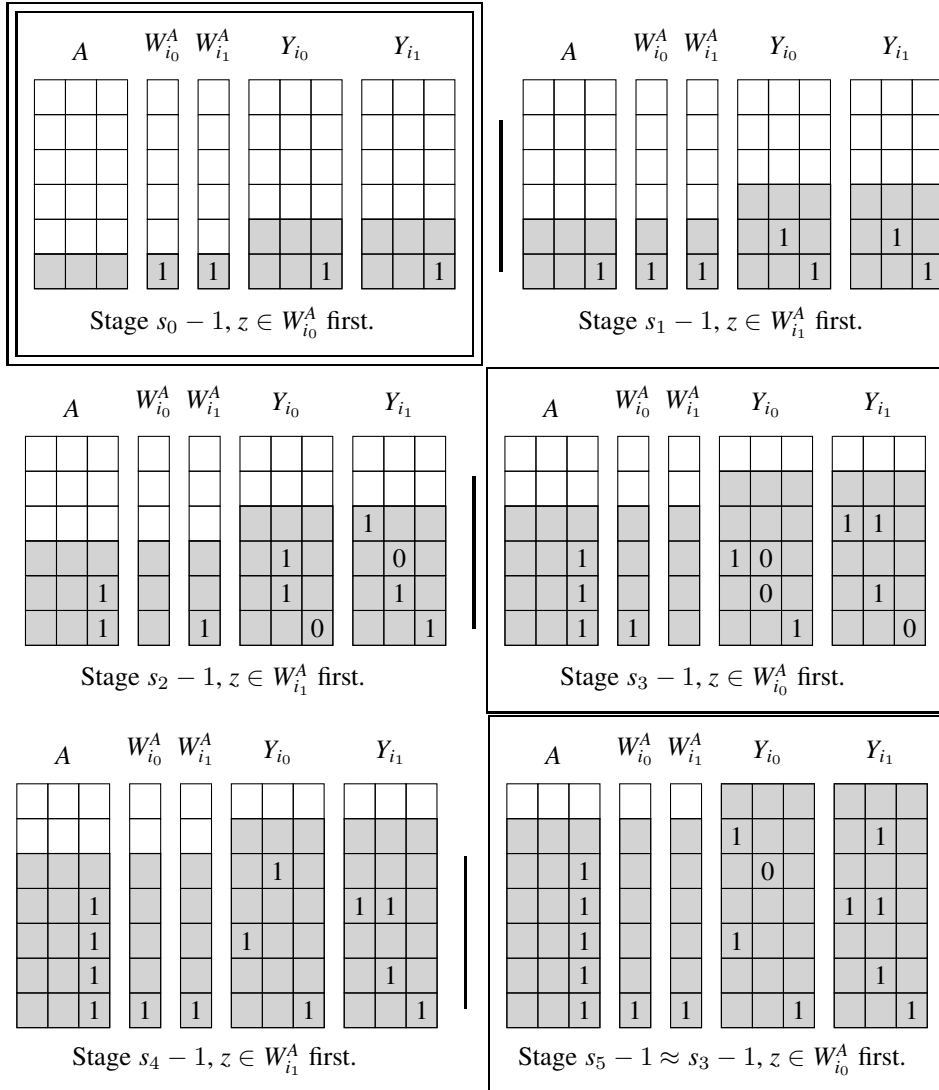 A W^A_{i_0} W^A_{i_1} Y_{i_0} Y_{i_1}
1 1 1 1
Stage s_0 − 1, z ∈ W^A_{i_0} first.
A W^A_{i_0} W^A_{i_1} Y_{i_0} Y_{i_1}
1 1
1 1 1 1 1
Stage s_1 − 1, z ∈ W^A_{i_1} first.
A W^A_{i_0} W^A_{i_1} Y_{i_0} Y_{i_1}
1
1 0
1 1 1
1 1 0 1
Stage s_2 − 1, z ∈ W^A_{i_1} first.
A W^A_{i_0} W^A_{i_1} Y_{i_0} Y_{i_1}
1 1
1 1 0
1 0 1
1 1 1 0
Stage s_3 − 1, z ∈ W^A_{i_0} first.
A W^A_{i_0} W^A_{i_1} Y_{i_0} Y_{i_1}
1
1 1 1
1 1
1 1
1 1 1 1 1
Stage s_4 − 1, z ∈ W^A_{i_1} first.
A W^A_{i_0} W^A_{i_1} Y_{i_0} Y_{i_1}
1 1
1 0
1 1 1
1 1
1 1
1 1 1 1 1
Stage s_5 − 1 ≈ s_3 − 1, z ∈ W^A_{i_0} first.